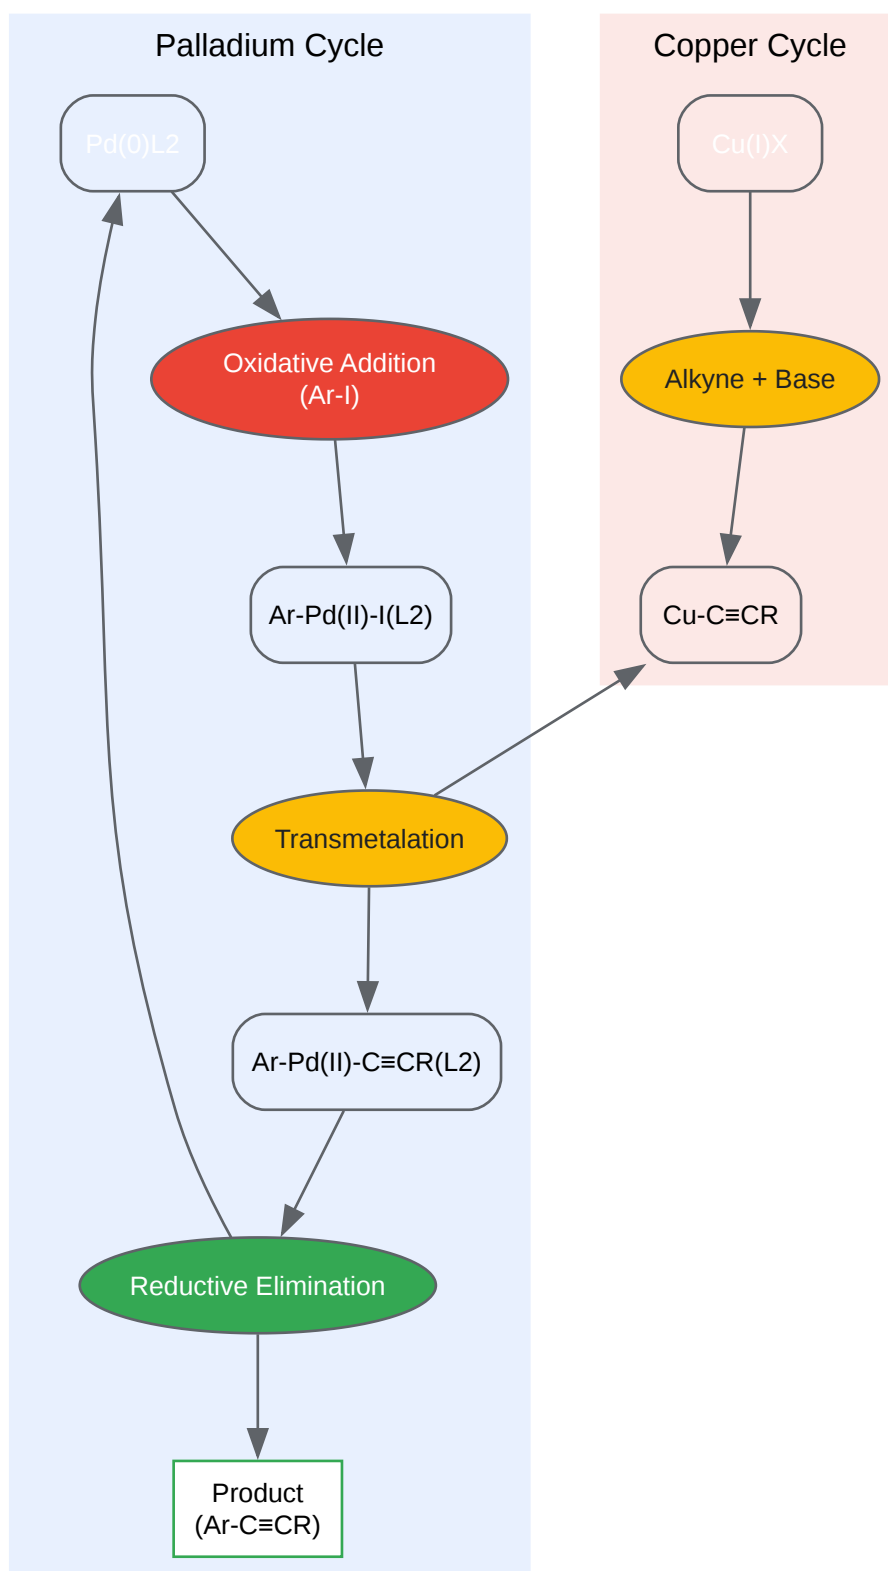 Palladium Cycle
Pd(0)L2
Oxidative Addition
(Ar-I)
Ar-Pd(II)-I(L2)
Transmetalation
Ar-Pd(II)-C≡CR(L2)
Reductive Elimination
Product
(Ar-C≡CR)
Copper Cycle
Cu(I)X
Alkyne + Base
Cu-C≡CR